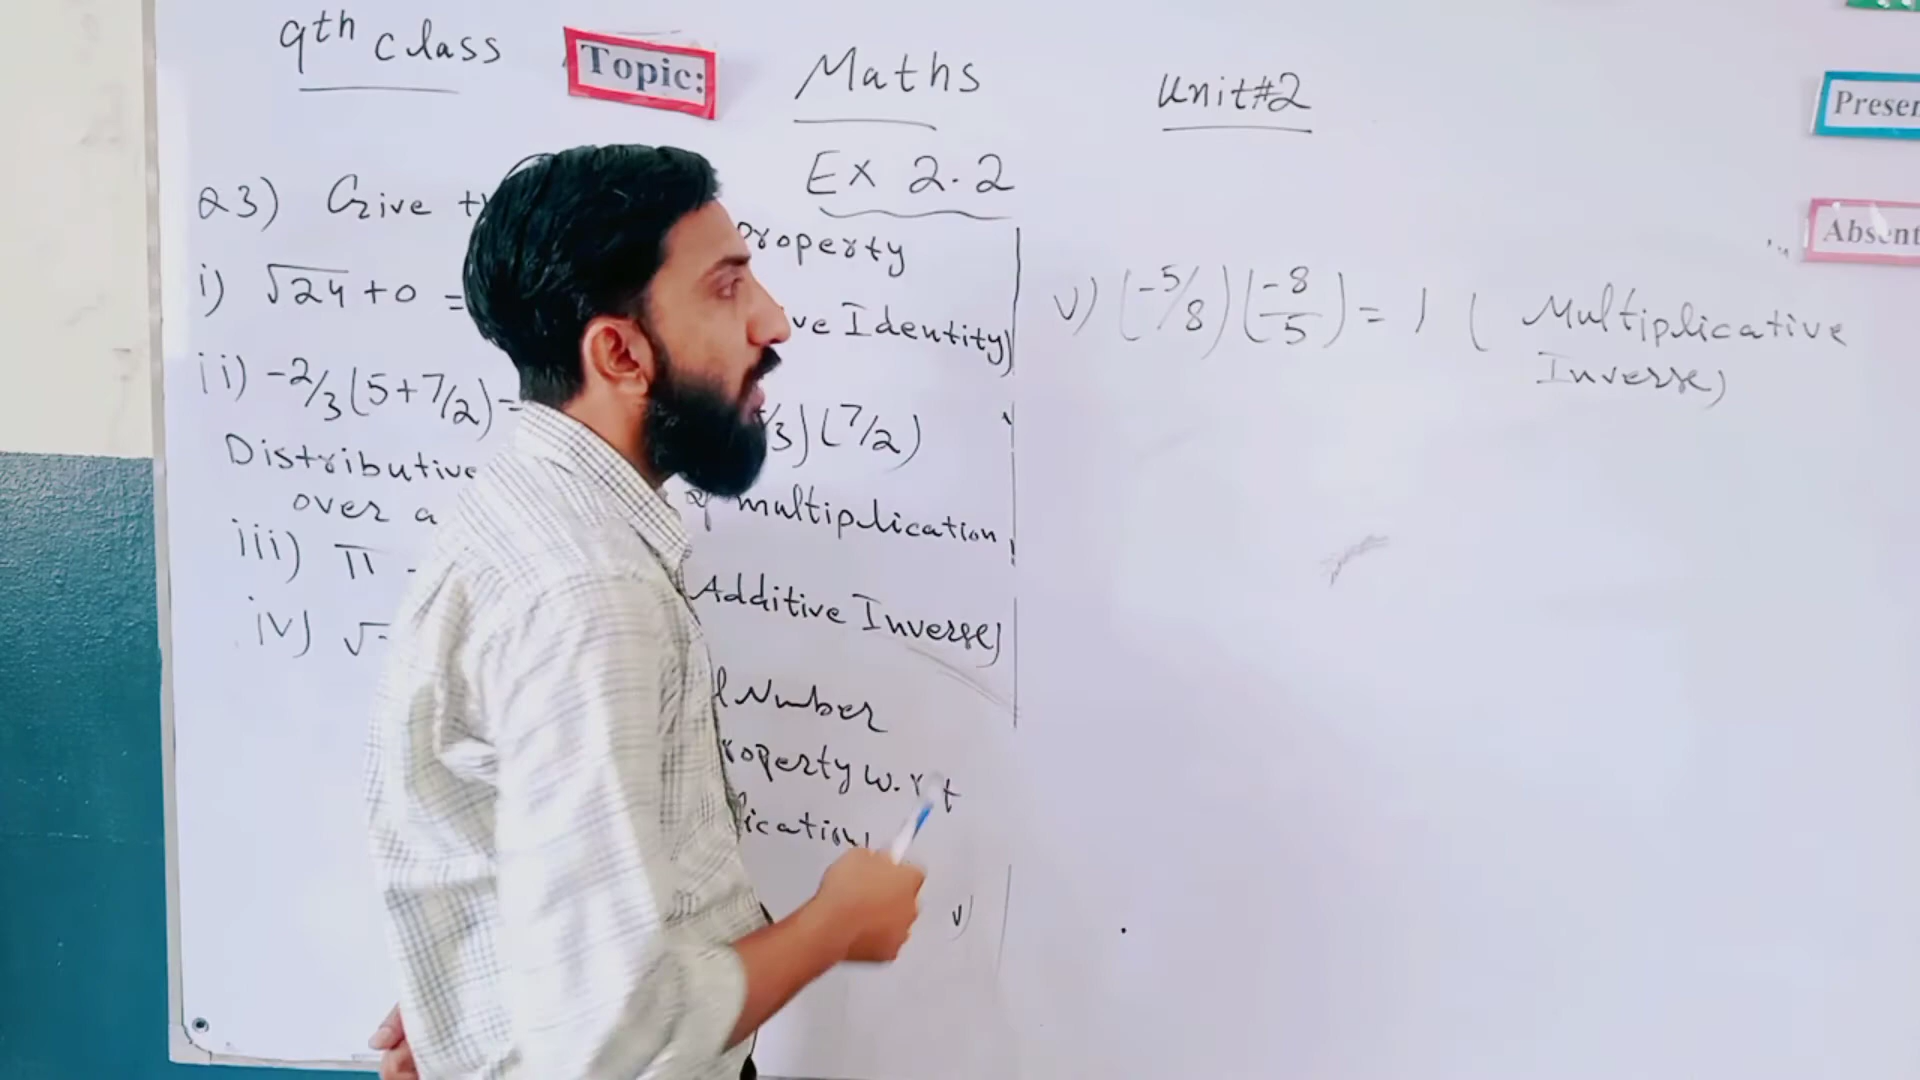 9th class
Topic:
Maths
Unit#2
Ex 2.2
Presen
Absent
Q3) Give
property
i) √24 + 0 =
ve Identity)
ii) -2/3 (5 + 7/2) =
/3) (7/2)
Distributive
of multiplication
over a
iii) π -
Additive Inverse)
iv) √
l Number
roperty w.r.t
lication)
v)
v) (-5/8) (-8/5) = 1 ( Multiplicative
Inverse)